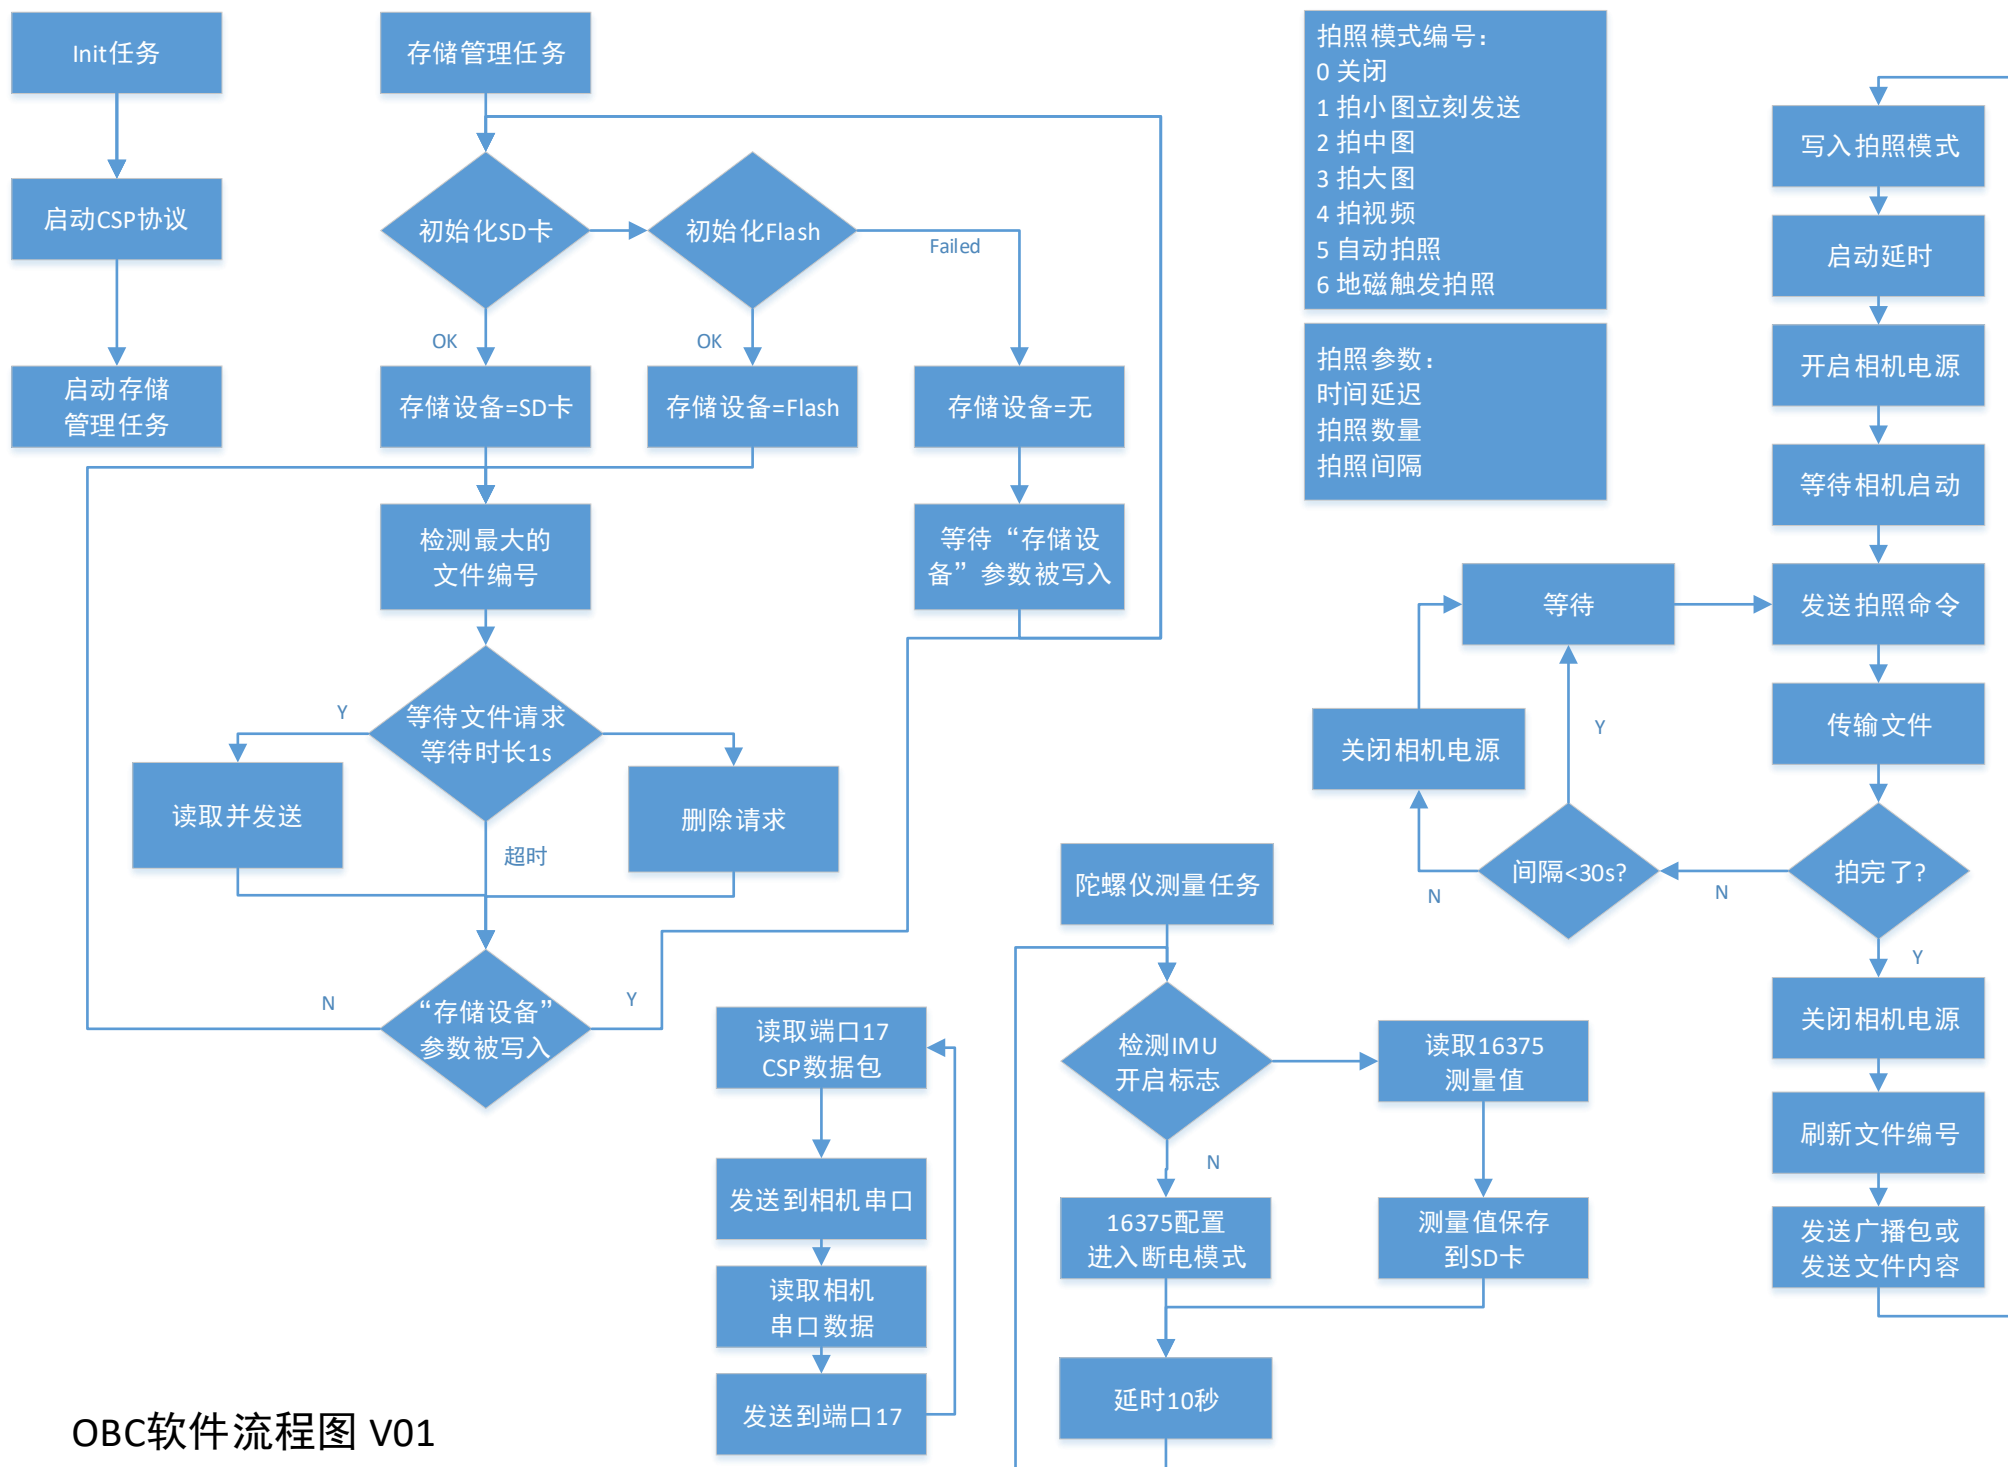 Init任务
启动CSP协议
启动存储
管理任务
存储管理任务
初始化SD卡
初始化Flash
Failed
OK
OK
存储设备=SD卡
存储设备=Flash
存储设备=无
检测最大的
文件编号
等待“存储设
备”参数被写入
等待文件请求
等待时长1s
Y
读取并发送
超时
删除请求
“存储设备”
参数被写入
N
Y
读取端口17
CSP数据包
发送到相机串口
读取相机
串口数据
发送到端口17
陀螺仪测量任务
检测IMU
开启标志
N
读取16375
测量值
16375配置
进入断电模式
测量值保存
到SD卡
延时10秒
拍照模式编号：
0 关闭
1 拍小图立刻发送
2 拍中图
3 拍大图
4 拍视频
5 自动拍照
6 地磁触发拍照
拍照参数：
时间延迟
拍照数量
拍照间隔
写入拍照模式
启动延时
开启相机电源
等待相机启动
等待
发送拍照命令
传输文件
关闭相机电源
Y
间隔<30s?
N
N
拍完了?
Y
关闭相机电源
刷新文件编号
发送广播包或
发送文件内容
OBC软件流程图 V01